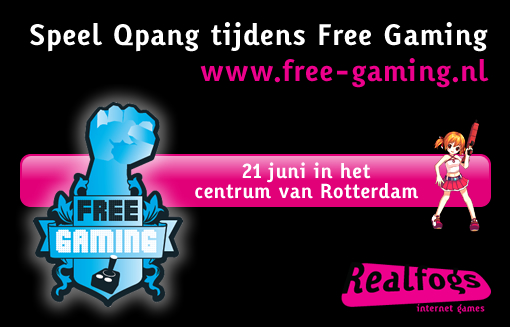 Speel Qpang tijdens Free Gaming
www.free-gaming.nl
21 juni in het
centrum van Rotterdam
FREE
GAMING
Realfogs
internet games